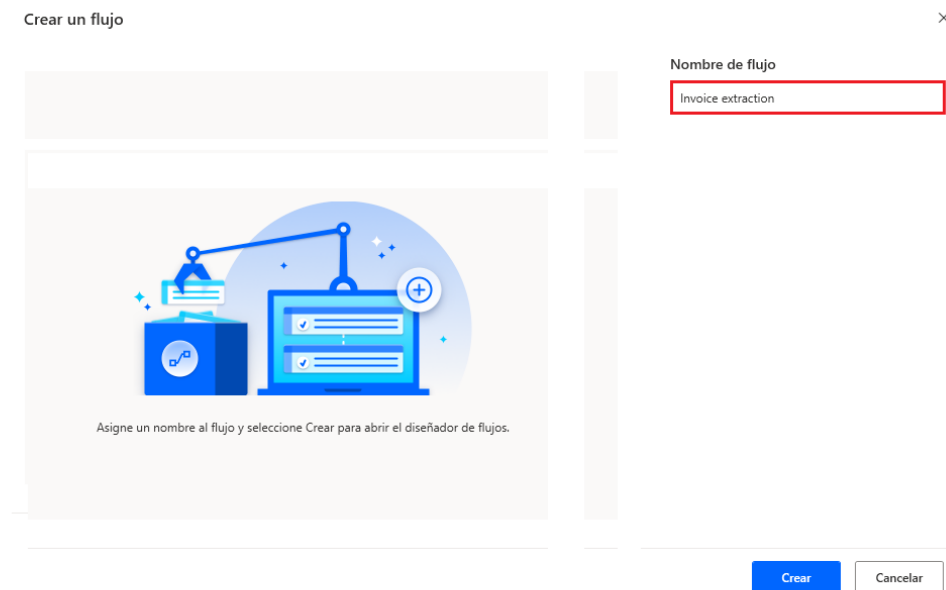 Crear un flujo
Nombre de flujo
Invoice extraction
Asigne un nombre al flujo y seleccione Crear para abrir el diseñador de flujos.
Crear
Cancelar